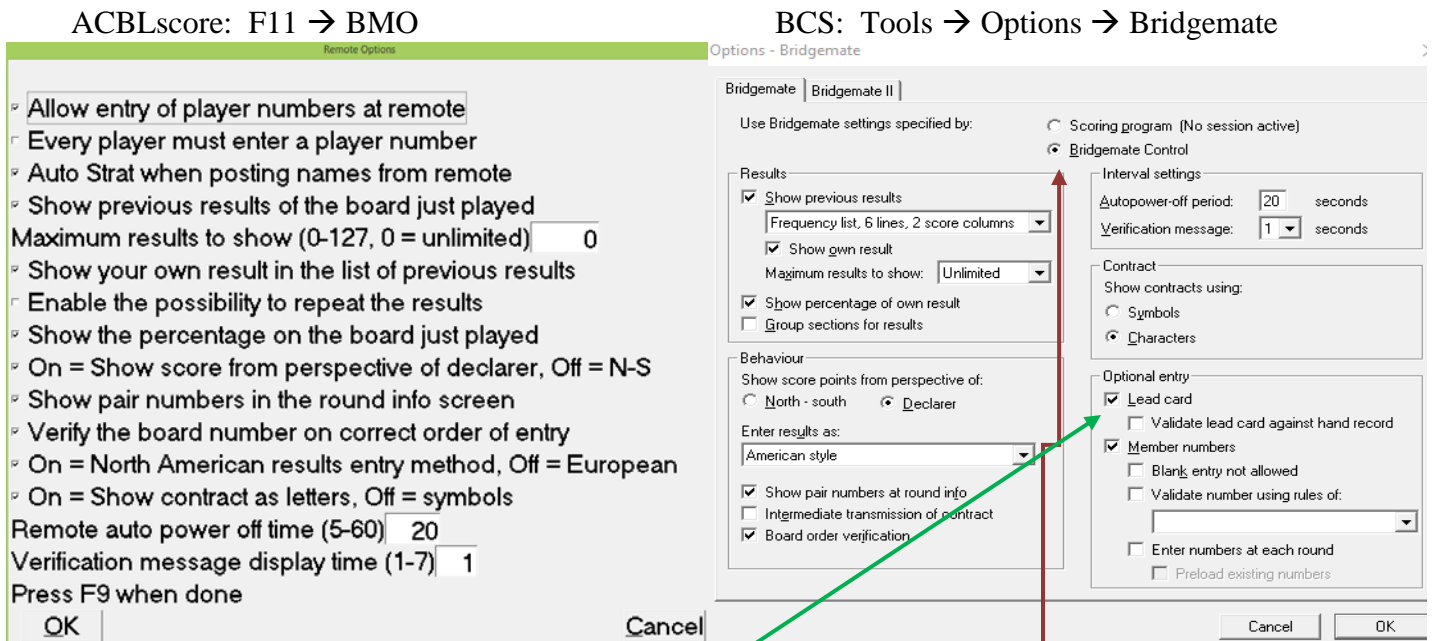 ACBLscore: F11 → BMO
Remote Options
Allow entry of player numbers at remote
Every player must enter a player number
Auto Strat when posting names from remote
Show previous results of the board just played
Maximum results to show (0-127, 0 = unlimited) 0
Show your own result in the list of previous results
Enable the possibility to repeat the results
Show the percentage on the board just played
On = Show score from perspective of declarer, Off = N-S
Show pair numbers in the round info screen
Verify the board number on correct order of entry
On = North American results entry method, Off = European
On = Show contract as letters, Off = symbols
Remote auto power off time (5-60) 20
Verification message display time (1-7) 1
Press F9 when done
OK Cancel
BCS: Tools → Options → Bridgemate
Options - Bridgemate
Bridgemate Bridgemate II
Use Bridgemate settings specified by:
Scoring program (No session active)
Bridgemate Control
Results
Show previous results
Frequency list, 6 lines, 2 score columns
Show own result
Maximum results to show: Unlimited
Show percentage of own result
Group sections for results
Behaviour
Show score points from perspective of:
North - south Declarer
Enter results as:
American style
Show pair numbers at round info
Intermediate transmission of contract
Board order verification
Interval settings
Autopower-off period: 20 seconds
Verification message: 1 seconds
Contract
Show contracts using:
Symbols
Characters
Optional entry
Lead card
Validate lead card against hand record
Member numbers
Blank entry not allowed
Validate number using rules of:
Enter numbers at each round
Preload existing numbers
Cancel OK